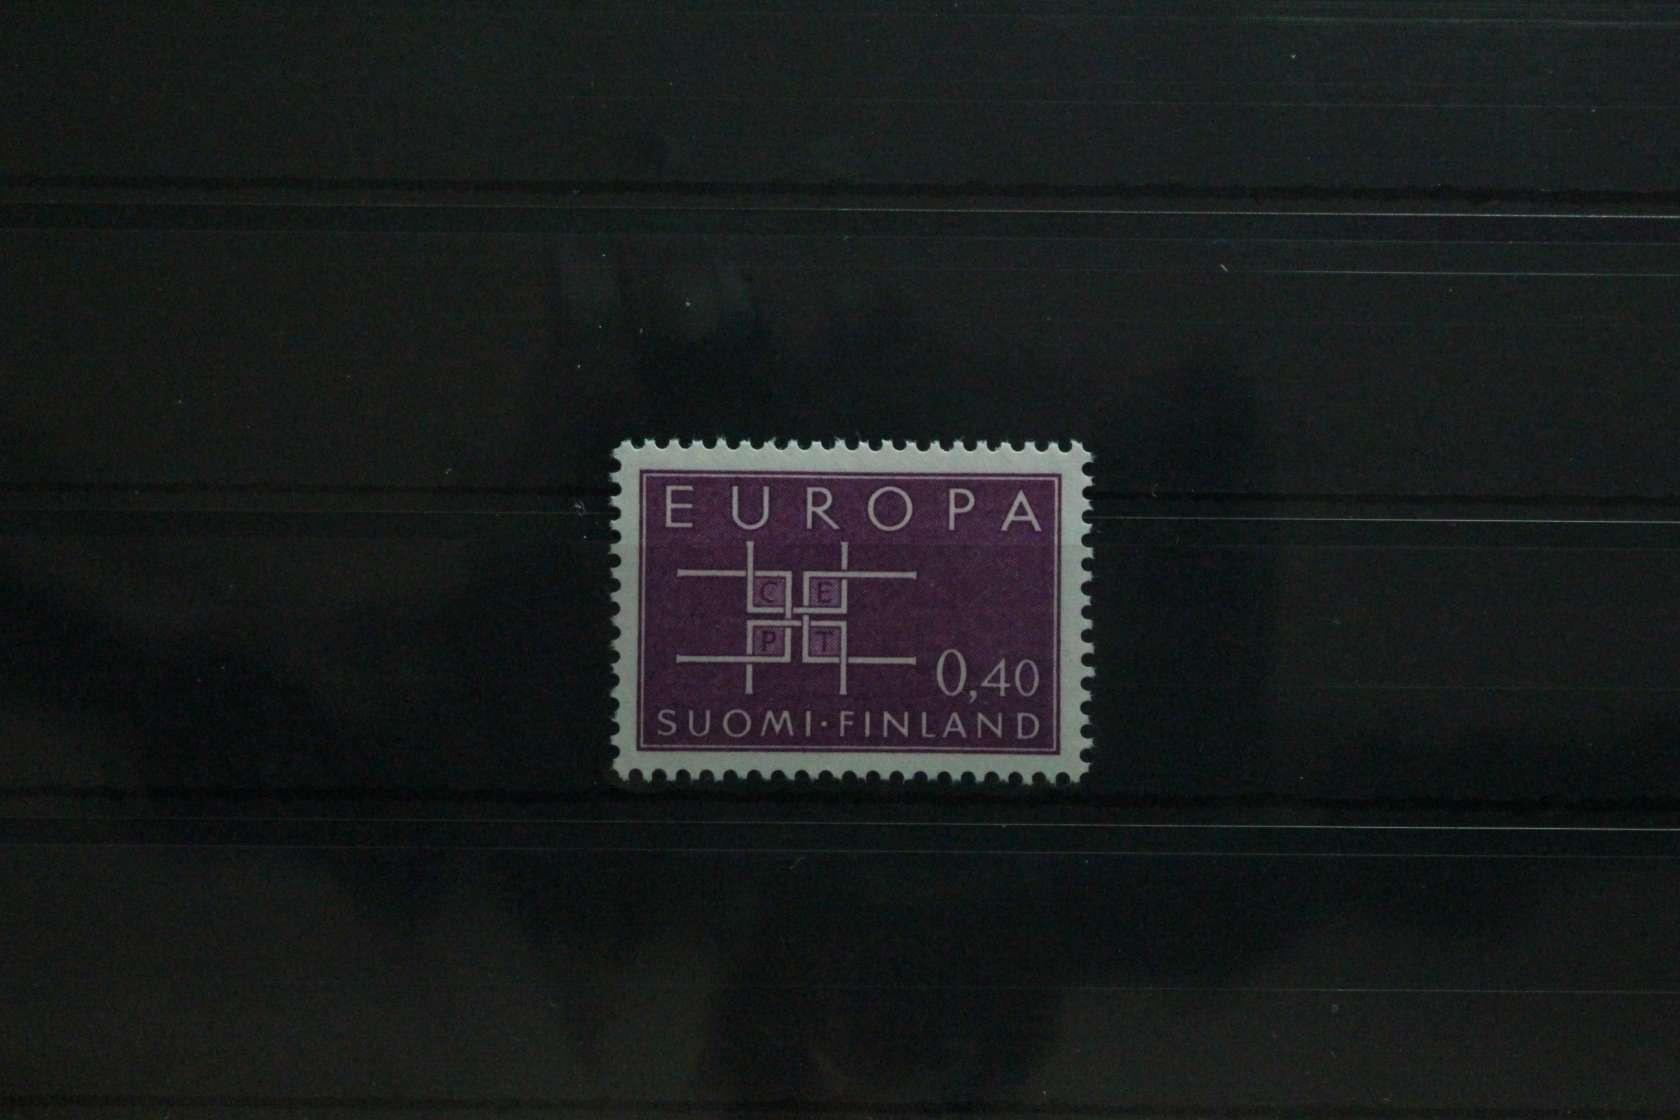 EUROPA
C E
P T
0,40
SUOMI·FINLAND